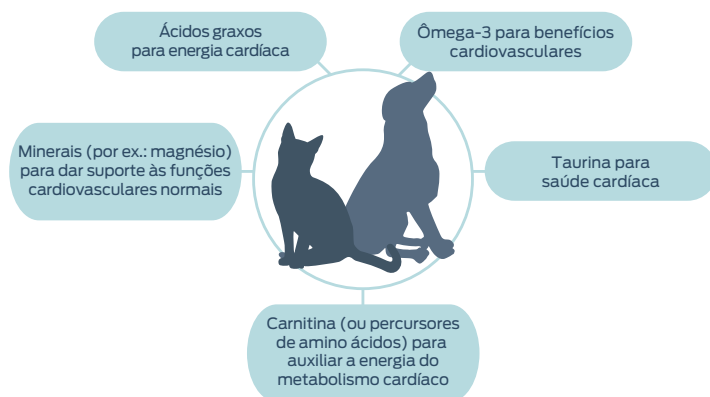 Ácidos graxos
para energia cardíaca
Ômega-3 para benefícios
cardiovasculares
Minerais (por ex.: magnésio)
para dar suporte às funções
cardiovasculares normais
Taurina para
saúde cardíaca
Carnitina (ou percursores
de amino ácidos) para
auxiliar a energia do
metabolismo cardíaco